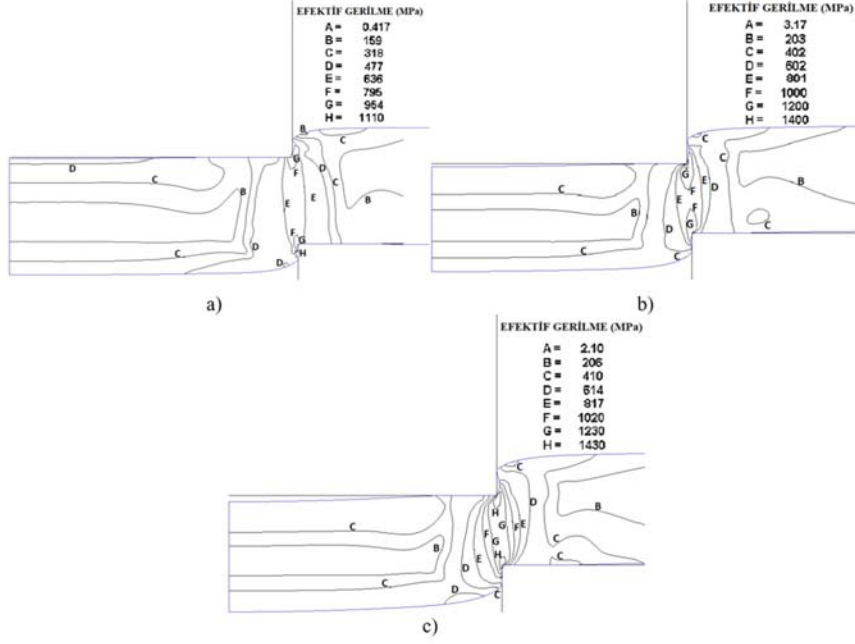 EFEKTİF GERİLME (MPa)
A = 0.417
B = 159
C = 318
D = 477
E = 636
F = 795
G = 954
H = 1110
B
C
G
D
F
D
C
C
B
E
E
B
F
G
C
D
H
D
a)
EFEKTİF GERİLME (MPa)
A = 3.17
B = 203
C = 402
D = 602
E = 801
F = 1000
G = 1200
H = 1400
C
C
G
E
B
C
F
D
E
F
B
G
C
D
C
C
b)
EFEKTİF GERİLME (MPa)
A = 2.10
B = 206
C = 410
D = 614
E = 817
F = 1020
G = 1230
H = 1430
C
D
B
H
C
G
F
E
F
G
B
C
H
E
C
D
C
D
C
c)